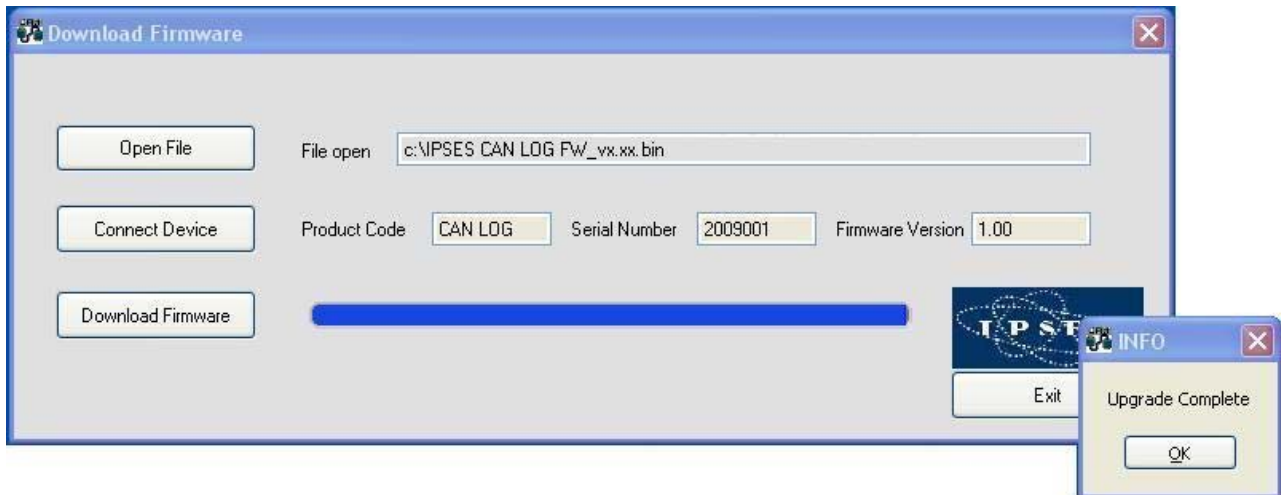 Download Firmware
Open File
File open
c:\IPSES CAN LOG FW_vx.xx.bin
Connect Device
Product Code
CAN LOG
Serial Number
2009001
Firmware Version
1.00
Download Firmware
I P S
Exit
INFO
Upgrade Complete
OK